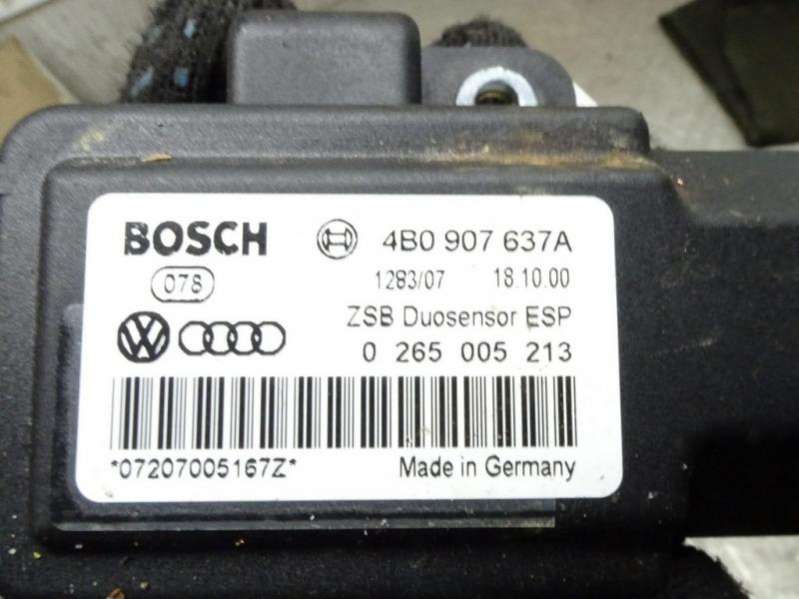 BOSCH 4B0 907 637A
078 1283/07 18.10.00
ZSB Duosensor ESP
0 265 005 213
*07207005167Z* Made in Germany